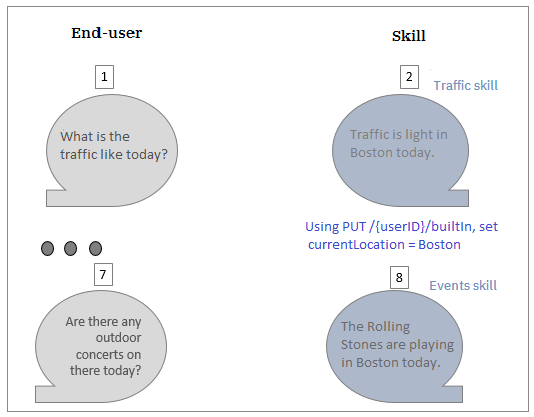 End-user
Skill
1
2
Traffic skill
What is the
traffic like today?
Traffic is light in
Boston today.
Using PUT /{userID}/builtIn, set
currentLocation = Boston
7
8
Events skill
Are there any
outdoor
concerts on
there today?
The Rolling
Stones are playing
in Boston today.